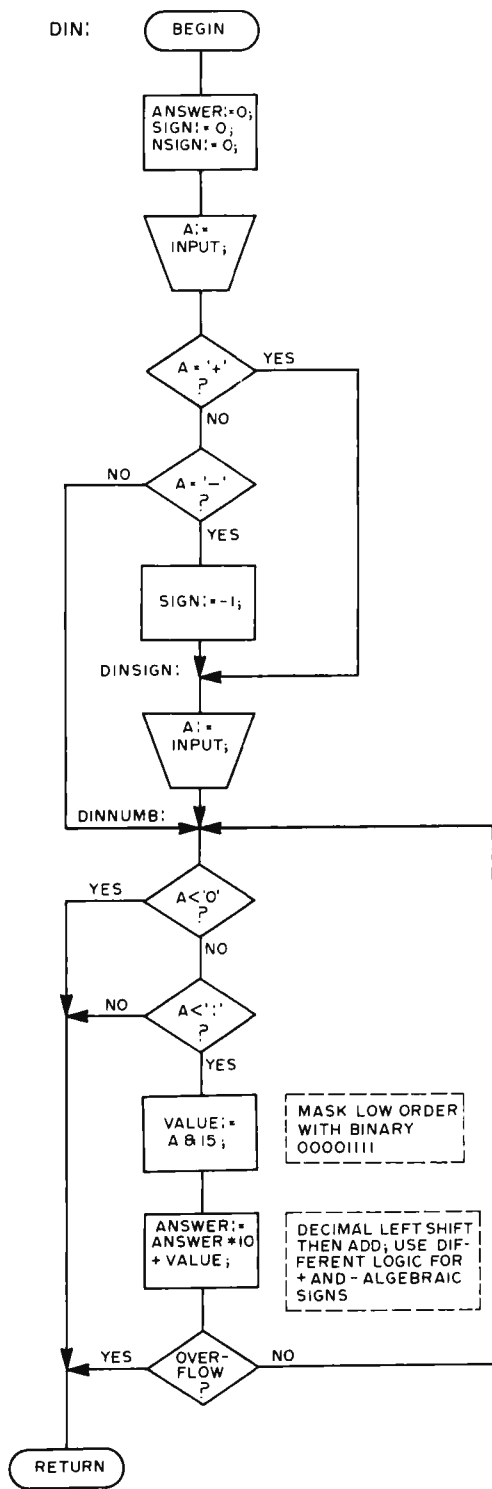 DIN:
BEGIN
ANSWER:=0;
SIGN:=0;
NSIGN:=0;
A:=
INPUT;
A='+'
?
YES
NO
A='—'
?
NO
YES
SIGN:=-1;
DINSIGN:
A:=
INPUT;
DINNUMB:
A<'0'
?
YES
NO
A<':'
?
NO
YES
VALUE:=
A & 15;
MASK LOW ORDER
WITH BINARY
00001111
ANSWER:=
ANSWER *10
+ VALUE;
DECIMAL LEFT SHIFT
THEN ADD; USE DIF-
FERENT LOGIC FOR
+ AND - ALGEBRAIC
SIGNS
OVER-
FLOW
?
YES
NO
RETURN